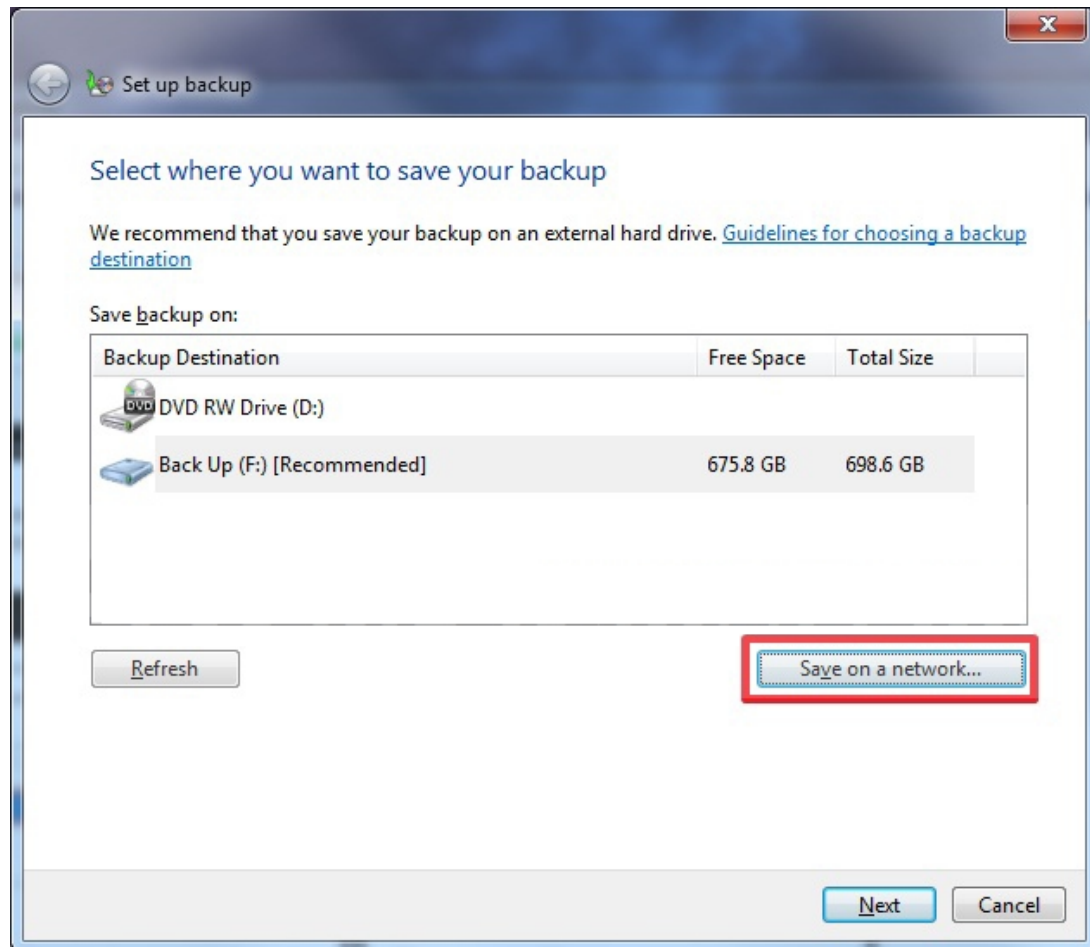 Set up backup
Select where you want to save your backup
We recommend that you save your backup on an external hard drive. Guidelines for choosing a backup
destination
Save backup on:
Backup Destination Free Space Total Size
DVD
DVD RW Drive (D:)
Back Up (F:) [Recommended] 675.8 GB 698.6 GB
Refresh Save on a network...
Next Cancel